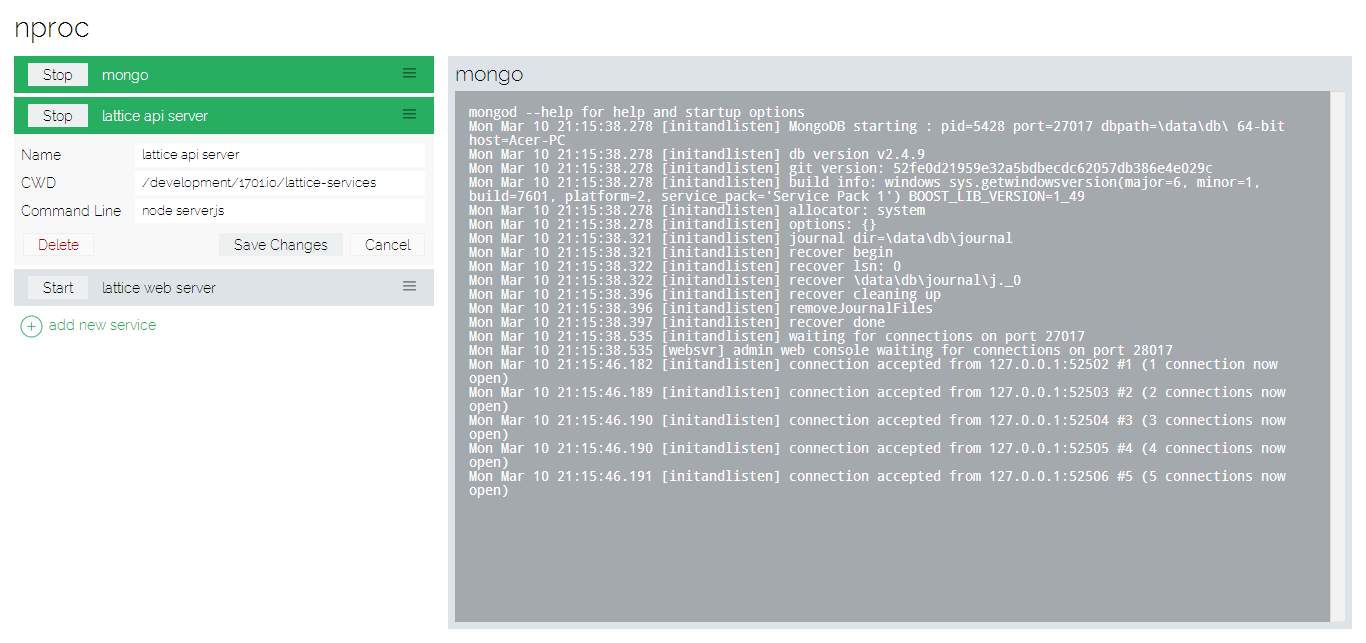 nproc
Stop mongo
Stop lattice api server
Name lattice api server
CWD /development/1701.io/lattice-services
Command Line node server.js
Delete Save Changes Cancel
Start lattice web server
add new service
mongo
mongod --help for help and startup options
Mon Mar 10 21:15:38.278 [initandlisten] MongoDB starting : pid=5428 port=27017 dbpath=\data\db\ 64-bit
host=Acer-PC
Mon Mar 10 21:15:38.278 [initandlisten] db version v2.4.9
Mon Mar 10 21:15:38.278 [initandlisten] git version: 52fe0d21959e32a5bdbecdc62057db386e4e029c
Mon Mar 10 21:15:38.278 [initandlisten] build info: windows sys.getwindowsversion(major=6, minor=1,
build=7601, platform=2, service_pack='Service Pack 1') BOOST_LIB_VERSION=1_49
Mon Mar 10 21:15:38.278 [initandlisten] allocator: system
Mon Mar 10 21:15:38.278 [initandlisten] options: {}
Mon Mar 10 21:15:38.321 [initandlisten] journal dir=\data\db\journal
Mon Mar 10 21:15:38.321 [initandlisten] recover begin
Mon Mar 10 21:15:38.322 [initandlisten] recover lsn: 0
Mon Mar 10 21:15:38.322 [initandlisten] recover \data\db\journal\j._0
Mon Mar 10 21:15:38.396 [initandlisten] recover cleaning up
Mon Mar 10 21:15:38.396 [initandlisten] removeJournalFiles
Mon Mar 10 21:15:38.397 [initandlisten] recover done
Mon Mar 10 21:15:38.535 [initandlisten] waiting for connections on port 27017
Mon Mar 10 21:15:38.535 [websvr] admin web console waiting for connections on port 28017
Mon Mar 10 21:15:46.182 [initandlisten] connection accepted from 127.0.0.1:52502 #1 (1 connection now
open)
Mon Mar 10 21:15:46.189 [initandlisten] connection accepted from 127.0.0.1:52503 #2 (2 connections now
open)
Mon Mar 10 21:15:46.190 [initandlisten] connection accepted from 127.0.0.1:52504 #3 (3 connections now
open)
Mon Mar 10 21:15:46.190 [initandlisten] connection accepted from 127.0.0.1:52505 #4 (4 connections now
open)
Mon Mar 10 21:15:46.191 [initandlisten] connection accepted from 127.0.0.1:52506 #5 (5 connections now
open)